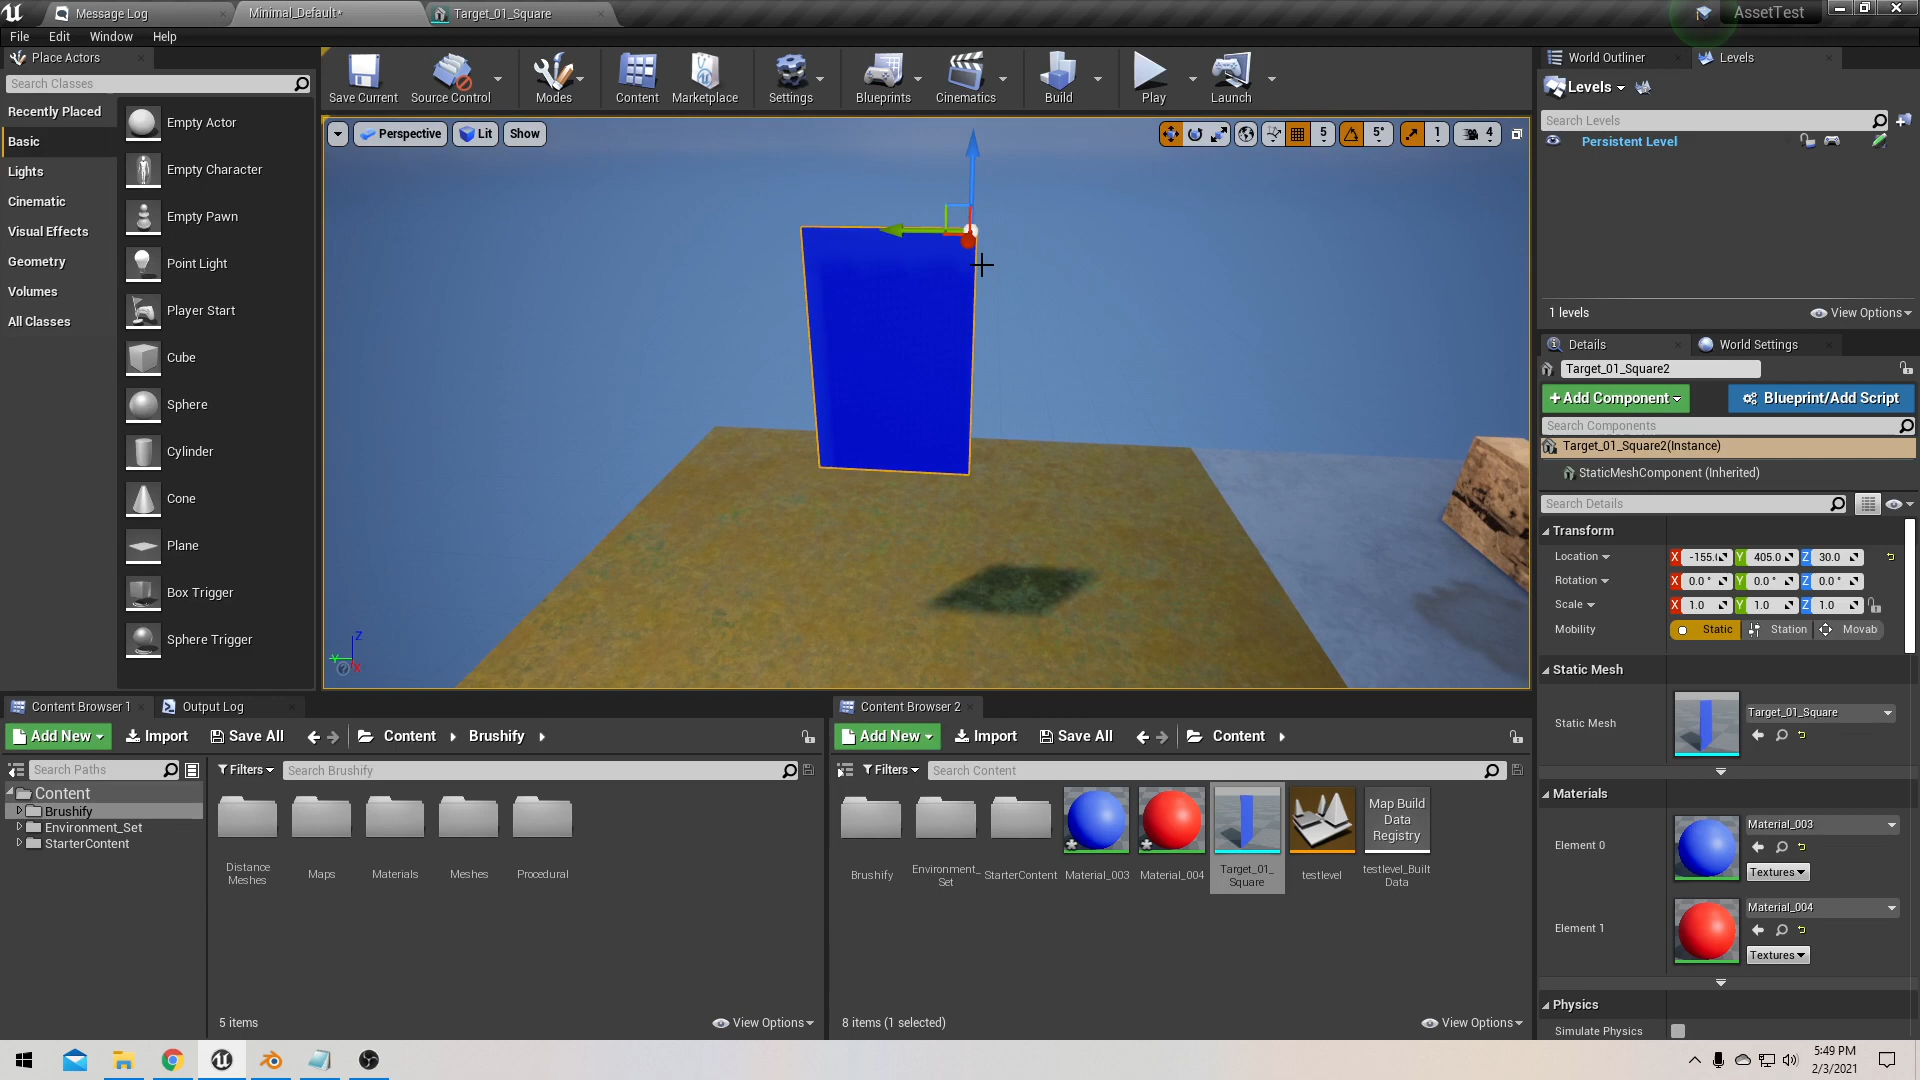 Message Log
Minimal_Default*
Target_01_Square
AssetTest
File Edit Window Help
Place Actors
Search Classes
Recently Placed
Basic
Lights
Cinematic
Visual Effects
Geometry
Volumes
All Classes
Empty Actor
Empty Character
Empty Pawn
Point Light
Player Start
Cube
Sphere
Cylinder
Cone
Plane
Box Trigger
Sphere Trigger
Save Current
Source Control
Modes
Content
Marketplace
Settings
Blueprints
Cinematics
Build
Play
Launch
Perspective
Lit
Show
5
5°
1
4
Z
Y
X
World Outliner
Levels
Levels
Search Levels
Persistent Level
1 levels
View Options
Details
World Settings
Target_01_Square2
+Add Component
Blueprint/Add Script
Search Components
Target_01_Square2(Instance)
StaticMeshComponent (Inherited)
Search Details
Transform
Location X Y 405.0 Z 30.0
Rotation X 0.0 ° Y 0.0 ° Z 0.0 °
Scale X 1.0 Y 1.0 Z 1.0
Mobility Static Station Movab
Static Mesh
Static Mesh
Target_01_Square
Materials
Element 0
Material_003
Textures
Element 1
Material_004
Textures
Physics
Simulate Physics
Content Browser 1
Output Log
Add New Import Save All Content Brushify
Search Paths
Filters
Search Brushify
Content
Brushify
Environment_Set
StarterContent
Distance
Meshes
Maps
Materials
Meshes
Procedural
5 items
View Options
Content Browser 2
Add New Import Save All Content
Filters
Search Content
Map Build
Data
Registry
Brushify
Environment_
Set
StarterContent
Material_003
Material_004
Target_01_
Square
testlevel
testlevel_Built
Data
8 items (1 selected)
View Options
5:49 PM
2/3/2021